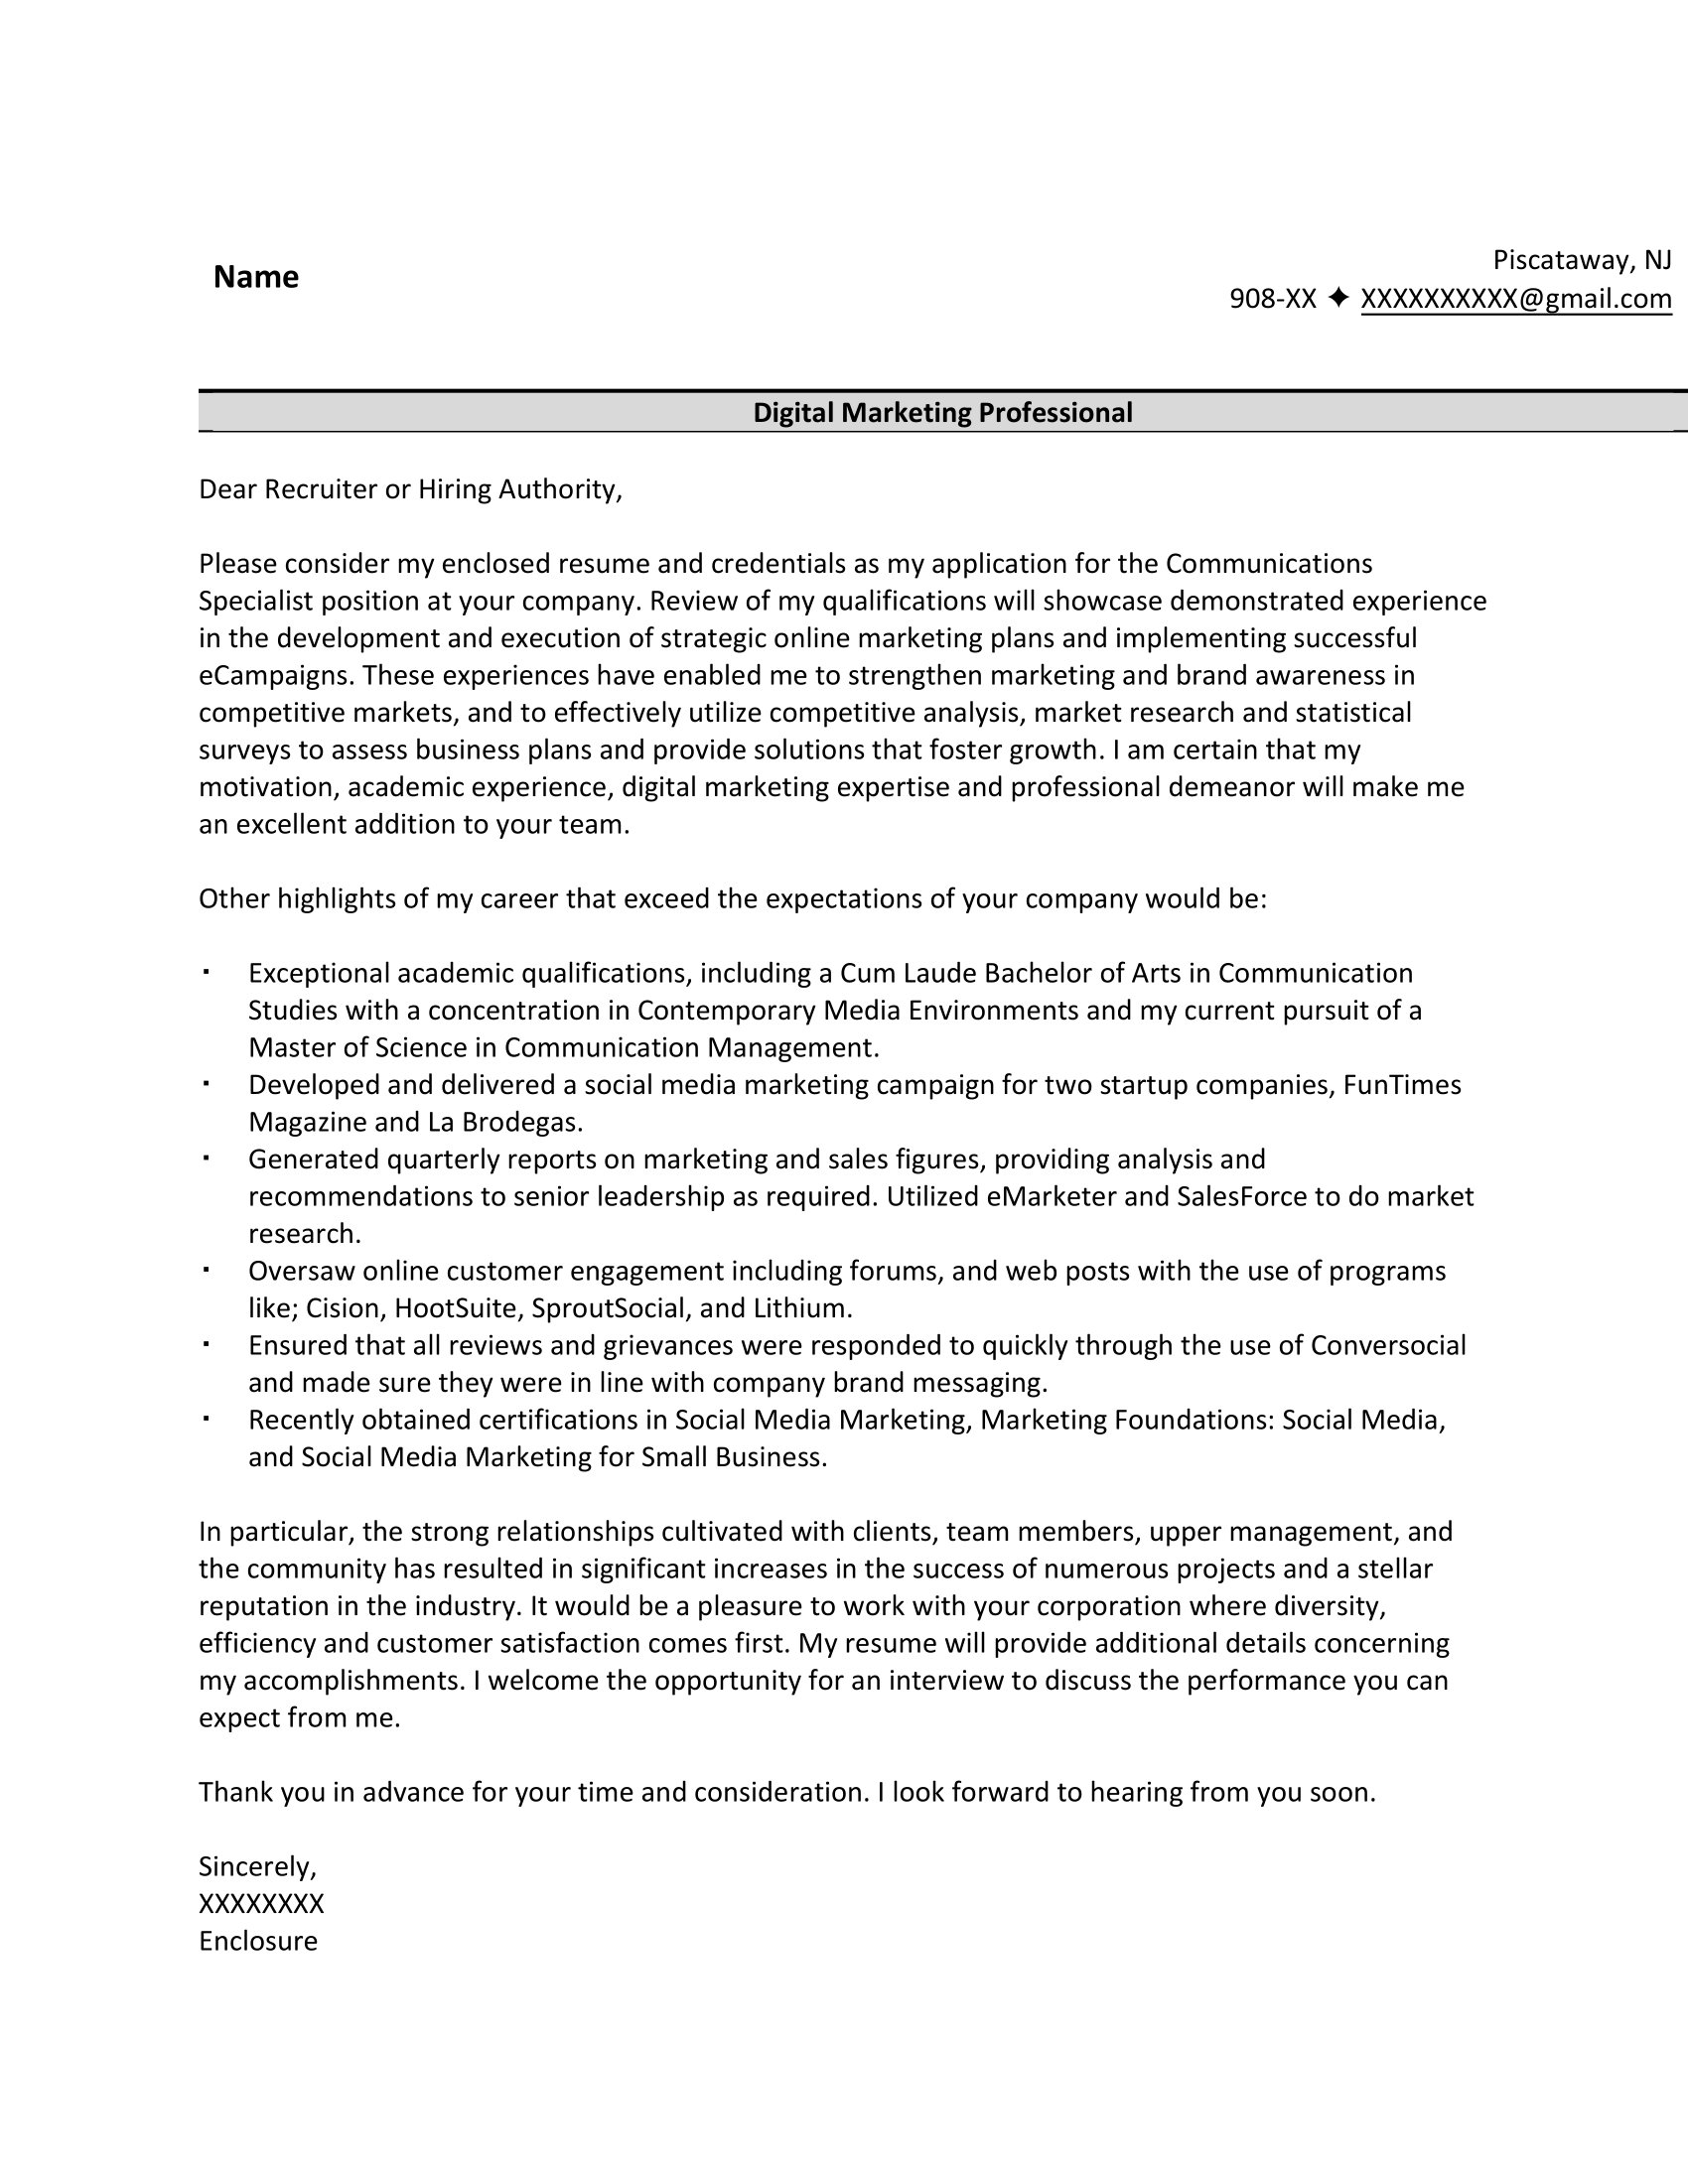 Name
Piscataway, NJ
908-XX ✦ XXXXXXXXXX@gmail.com
Digital Marketing Professional
Dear Recruiter or Hiring Authority,
Please consider my enclosed resume and credentials as my application for the Communications
Specialist position at your company. Review of my qualifications will showcase demonstrated experience
in the development and execution of strategic online marketing plans and implementing successful
eCampaigns. These experiences have enabled me to strengthen marketing and brand awareness in
competitive markets, and to effectively utilize competitive analysis, market research and statistical
surveys to assess business plans and provide solutions that foster growth. I am certain that my
motivation, academic experience, digital marketing expertise and professional demeanor will make me
an excellent addition to your team.
Other highlights of my career that exceed the expectations of your company would be:
▪ Exceptional academic qualifications, including a Cum Laude Bachelor of Arts in Communication
Studies with a concentration in Contemporary Media Environments and my current pursuit of a
Master of Science in Communication Management.
▪ Developed and delivered a social media marketing campaign for two startup companies, FunTimes
Magazine and La Brodegas.
▪ Generated quarterly reports on marketing and sales figures, providing analysis and
recommendations to senior leadership as required. Utilized eMarketer and SalesForce to do market
research.
▪ Oversaw online customer engagement including forums, and web posts with the use of programs
like; Cision, HootSuite, SproutSocial, and Lithium.
▪ Ensured that all reviews and grievances were responded to quickly through the use of Conversocial
and made sure they were in line with company brand messaging.
▪ Recently obtained certifications in Social Media Marketing, Marketing Foundations: Social Media,
and Social Media Marketing for Small Business.
In particular, the strong relationships cultivated with clients, team members, upper management, and
the community has resulted in significant increases in the success of numerous projects and a stellar
reputation in the industry. It would be a pleasure to work with your corporation where diversity,
efficiency and customer satisfaction comes first. My resume will provide additional details concerning
my accomplishments. I welcome the opportunity for an interview to discuss the performance you can
expect from me.
Thank you in advance for your time and consideration. I look forward to hearing from you soon.
Sincerely,
XXXXXXXX
Enclosure